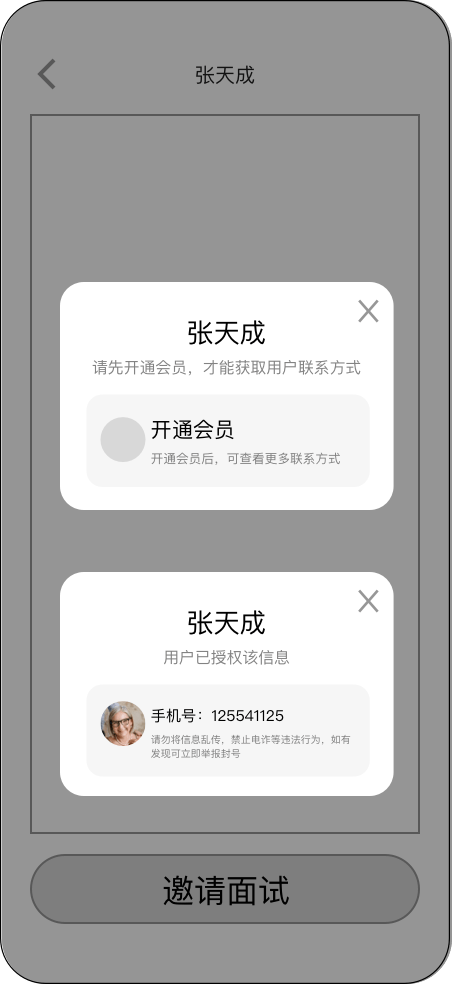 张天成
张天成
请先开通会员，才能获取用户联系方式
开通会员
开通会员后，可查看更多联系方式
张天成
用户已授权该信息
手机号：125541125
请勿将信息乱传，禁止电诈等违法行为，如有
发现可立即举报封号
邀请面试